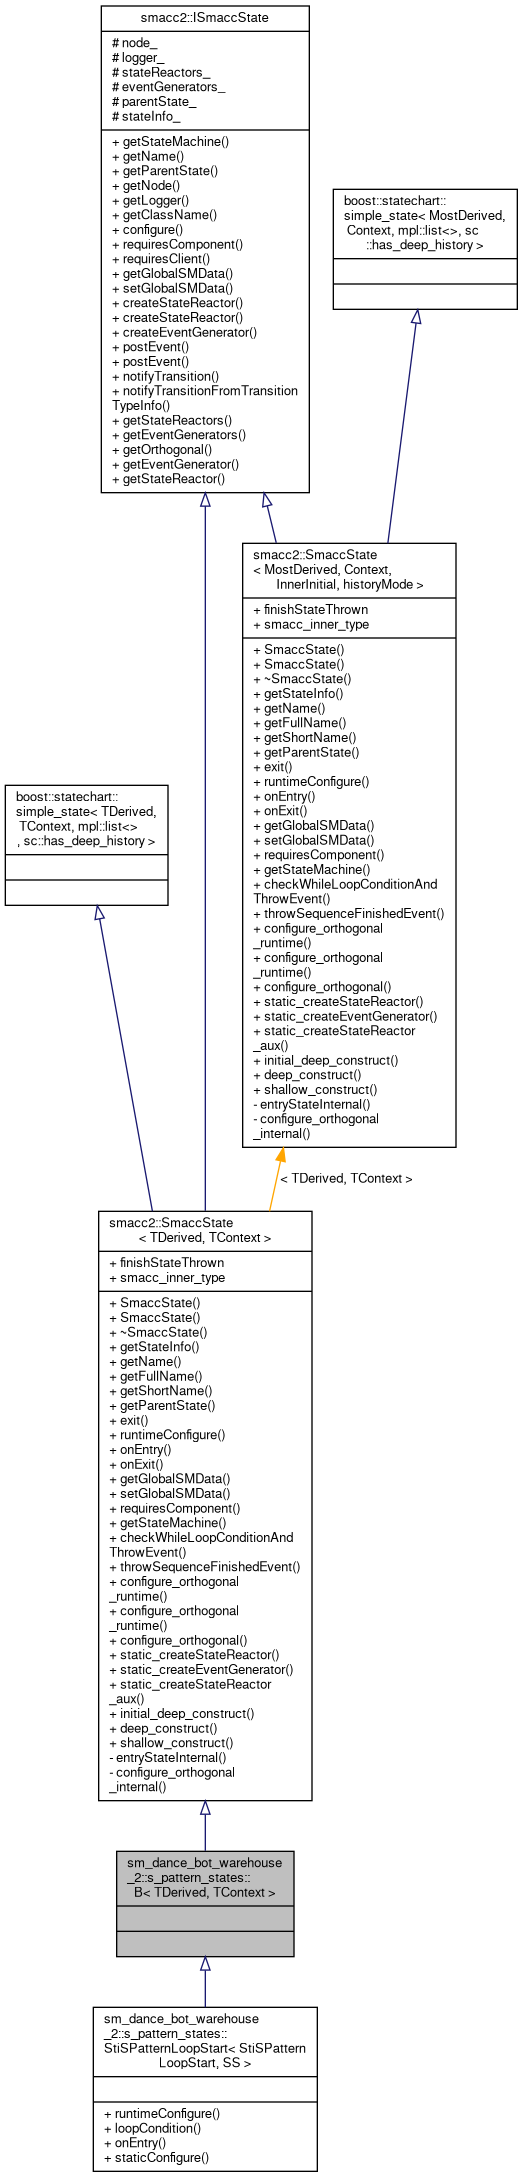 smacc2::ISmaccState
# node_
# logger_
# stateReactors_
# eventGenerators_
# parentState_
# stateInfo_
+ getStateMachine()
+ getName()
+ getParentState()
+ getNode()
+ getLogger()
+ getClassName()
+ configure()
+ requiresComponent()
+ requiresClient()
+ getGlobalSMData()
+ setGlobalSMData()
+ createStateReactor()
+ createStateReactor()
+ createEventGenerator()
+ postEvent()
+ postEvent()
+ notifyTransition()
+ notifyTransitionFromTransition
TypeInfo()
+ getStateReactors()
+ getEventGenerators()
+ getOrthogonal()
+ getEventGenerator()
+ getStateReactor()
boost::statechart::
simple_state< MostDerived,
Context, mpl::list<>, sc
::has_deep_history >
smacc2::SmaccState
< MostDerived, Context,
InnerInitial, historyMode >
+ finishStateThrown
+ smacc_inner_type
+ SmaccState()
+ SmaccState()
+ ~SmaccState()
+ getStateInfo()
+ getName()
+ getFullName()
+ getShortName()
+ getParentState()
+ exit()
+ runtimeConfigure()
+ onEntry()
+ onExit()
+ getGlobalSMData()
+ setGlobalSMData()
+ requiresComponent()
+ getStateMachine()
+ checkWhileLoopConditionAnd
ThrowEvent()
+ throwSequenceFinishedEvent()
+ configure_orthogonal
_runtime()
+ configure_orthogonal
_runtime()
+ configure_orthogonal()
+ static_createStateReactor()
+ static_createEventGenerator()
+ static_createStateReactor
_aux()
+ initial_deep_construct()
+ deep_construct()
+ shallow_construct()
- entryStateInternal()
- configure_orthogonal
_internal()
boost::statechart::
simple_state< TDerived,
TContext, mpl::list<>
, sc::has_deep_history >
< TDerived, TContext >
smacc2::SmaccState
< TDerived, TContext >
+ finishStateThrown
+ smacc_inner_type
+ SmaccState()
+ SmaccState()
+ ~SmaccState()
+ getStateInfo()
+ getName()
+ getFullName()
+ getShortName()
+ getParentState()
+ exit()
+ runtimeConfigure()
+ onEntry()
+ onExit()
+ getGlobalSMData()
+ setGlobalSMData()
+ requiresComponent()
+ getStateMachine()
+ checkWhileLoopConditionAnd
ThrowEvent()
+ throwSequenceFinishedEvent()
+ configure_orthogonal
_runtime()
+ configure_orthogonal
_runtime()
+ configure_orthogonal()
+ static_createStateReactor()
+ static_createEventGenerator()
+ static_createStateReactor
_aux()
+ initial_deep_construct()
+ deep_construct()
+ shallow_construct()
- entryStateInternal()
- configure_orthogonal
_internal()
sm_dance_bot_warehouse
_2::s_pattern_states::
B< TDerived, TContext >
sm_dance_bot_warehouse
_2::s_pattern_states::
StiSPatternLoopStart< StiSPattern
LoopStart, SS >
+ runtimeConfigure()
+ loopCondition()
+ onEntry()
+ staticConfigure()